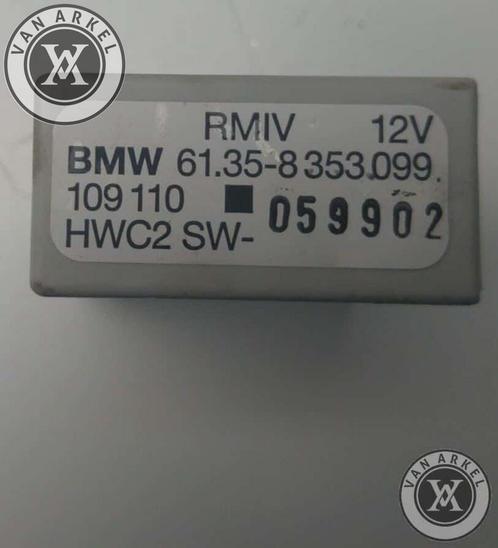 VAN ARKEL
RMIV 12V
BMW 61.35-8 353.099.
109 110 ■ 059902
HWC2 SW-
VAN ARKEL